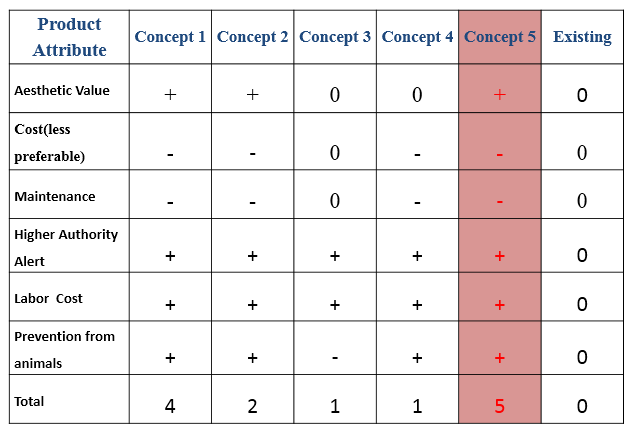 Product Attribute Concept 1 Concept 2 Concept 3 Concept 4 Concept 5 Existing
Aesthetic Value + + 0 0 + 0
Cost(less preferable) - - 0 - - 0
Maintenance - - 0 - - 0
Higher Authority Alert + + + + + 0
Labor Cost + + + + + 0
Prevention from animals + + - + + 0
Total 4 2 1 1 5 0